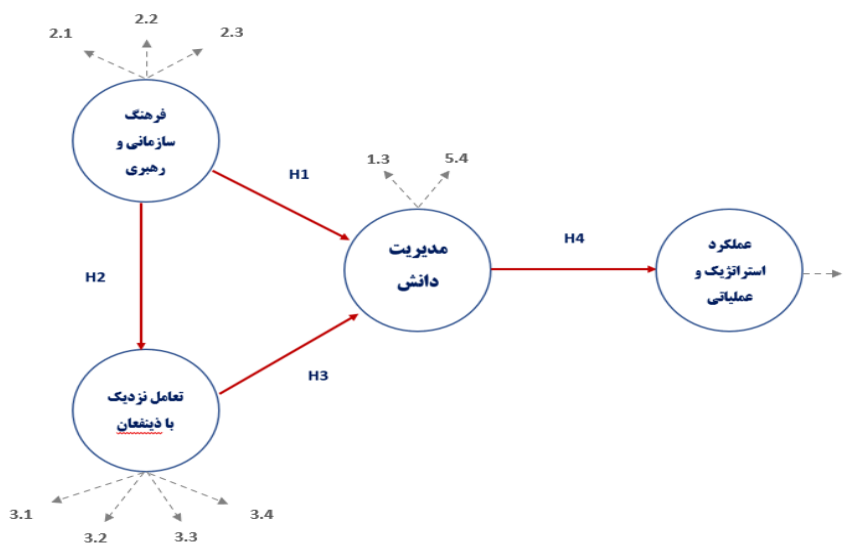 2.1
2.2
2.3
فرهنگ
سازمانی و
رهبری
H1
1.3
5.4
مدیریت
دانش
H4
عملکرد
استراتژیک و
عملیاتی
H2
H3
تعامل نزدیک
با ذینفعان
3.1
3.2
3.3
3.4